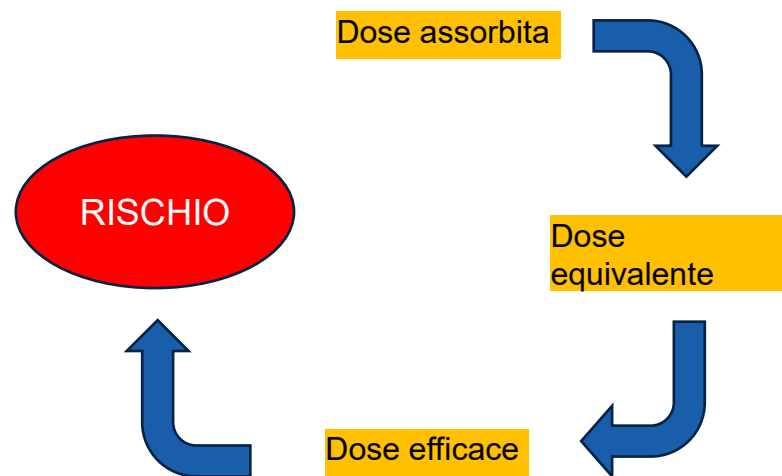 Dose assorbita
RISCHIO
Dose
equivalente
Dose efficace